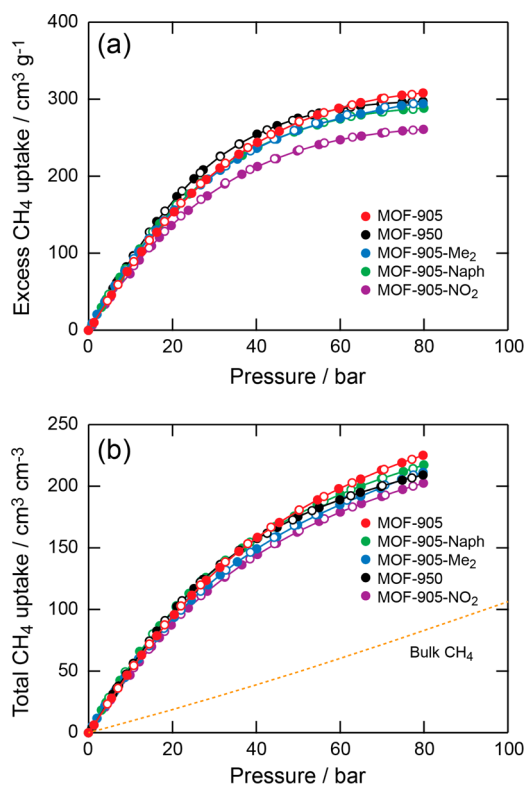 (a)
Excess CH4 uptake / cm3 g-1
400
300
200
100
0
MOF-905
MOF-950
MOF-905-Me2
MOF-905-Naph
MOF-905-NO2
0 20 40 60 80 100
Pressure / bar
(b)
Total CH4 uptake / cm3 cm-3
250
200
150
100
50
0
MOF-905
MOF-905-Naph
MOF-905-Me2
MOF-950
MOF-905-NO2
Bulk CH4
0 20 40 60 80 100
Pressure / bar